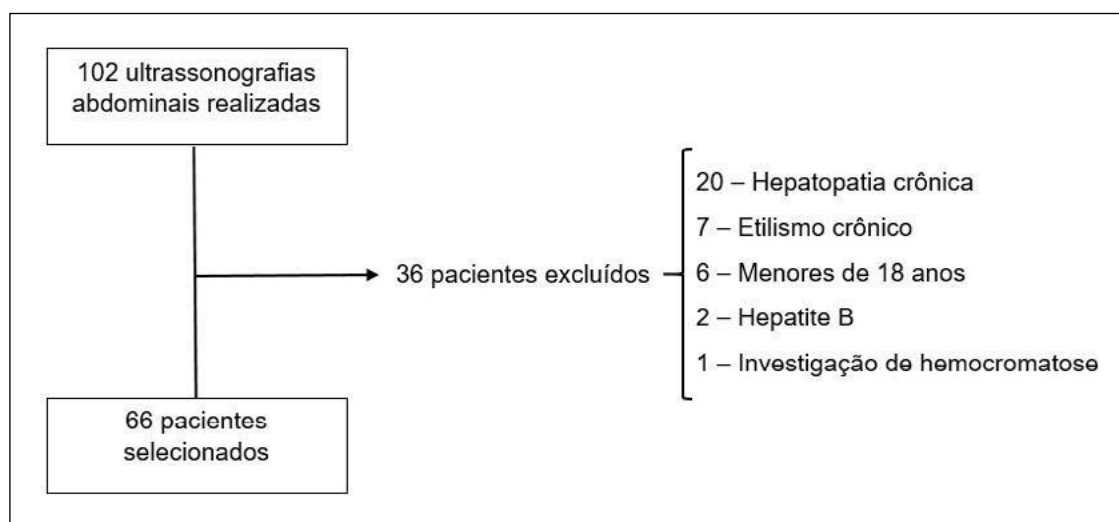 102 ultrassonografias
abdominais realizadas
36 pacientes excluídos
20 – Hepatopatia crônica
7 – Etilismo crônico
6 – Menores de 18 anos
2 – Hepatite B
1 – Investigação de hemocromatose
66 pacientes
selecionados